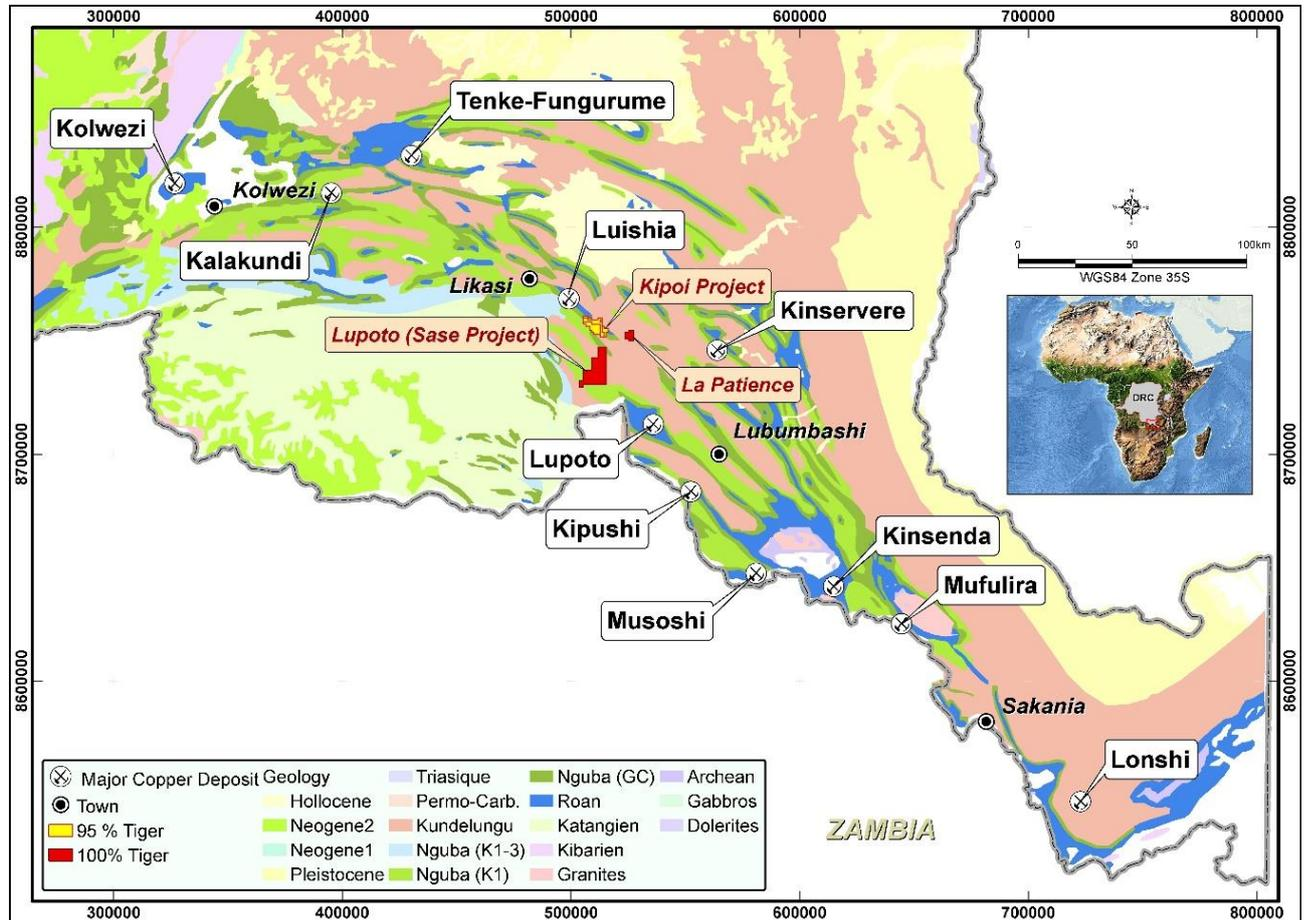 300000 400000 500000 600000 700000 800000
Tenke-Fungurume
Kolwezi
Kolwezi
8800000
8800000
Luishia
Kalakundi
0 50 100km
WGS84 Zone 35S
Likasi
Kipoi Project
Kinservere
Lupoto (Sase Project)
La Patience
DRC
Lubumbashi
Lupoto
8700000
8700000
Kipushi
Kinsenda
Mufulira
Musoshi
8600000
8600000
Sakania
Lonshi
ZAMBIA
Major Copper Deposit
Town
95 % Tiger
100% Tiger
Geology
Hollocene
Neogene2
Neogene1
Pleistocene
Triasique
Permo-Carb.
Kundelungu
Nguba (K1-3)
Nguba (K1)
Nguba (GC)
Roan
Katangien
Kibarien
Granites
Archean
Gabbros
Dolerites
300000 400000 500000 600000 700000 800000